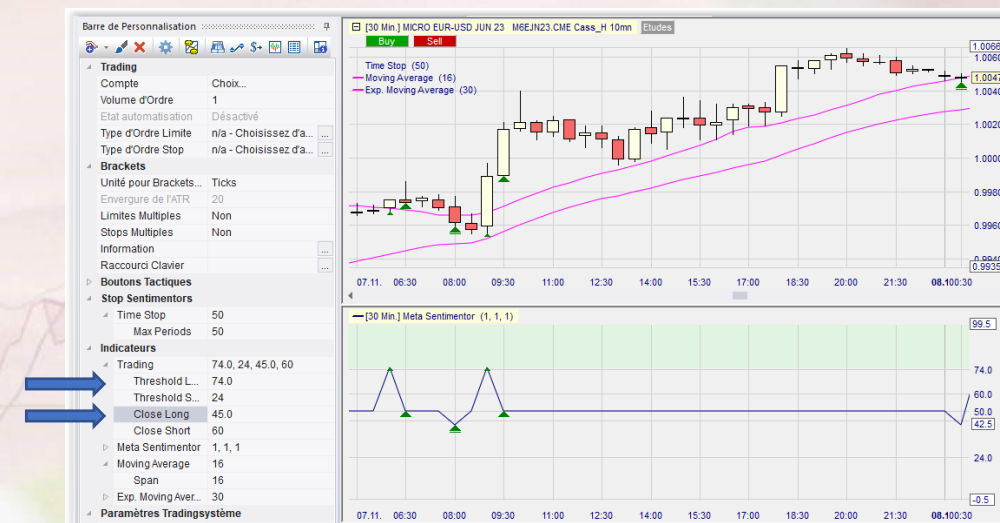 Barre de Personnalisation
Trading
Compte Choix...
Volume d'Ordre 1
Etat automatisation Désactivé
Type d'Ordre Limite n/a - Choisissez d'a... ...
Type d'Ordre Stop n/a - Choisissez d'a... ...
Brackets
Unité pour Brackets... Ticks
Envergure de l'ATR 20
Limites Multiples Non
Stops Multiples Non
Information ...
Raccourci Clavier ...
Boutons Tactiques
Stop Sentimentors
Time Stop 50
Max Periods 50
Indicateurs
Trading 74.0, 24, 45.0, 60
Threshold L... 74.0
Threshold S... 24
Close Long 45.0
Close Short 60
Meta Sentimentor 1, 1, 1
Moving Average 16
Span 16
Exp. Moving Aver... 30
Paramètres Tradingsystème
[30 Min.] MICRO EUR-USD JUN 23 M6EJN23.CME Cass_H 10mn Etudes
Buy Sell
Time Stop (50)
Moving Average (16)
Exp. Moving Average (30)
1.0066
1.0060
1.0047
1.0040
1.0020
1.0000
0.9980
0.9960
0.9940
0.9935
07.11. 06:30 08:00 09:30 11:00 12:30 14:00 15:30 17:00 18:30 20:00 21:30 08.100:30
[30 Min.] Meta Sentimentor (1, 1, 1)
99.5
74.0
60.0
50.0
42.5
24.0
-0.5
07.11. 06:30 08:00 09:30 11:00 12:30 14:00 15:30 17:00 18:30 20:00 21:30 08.100:30